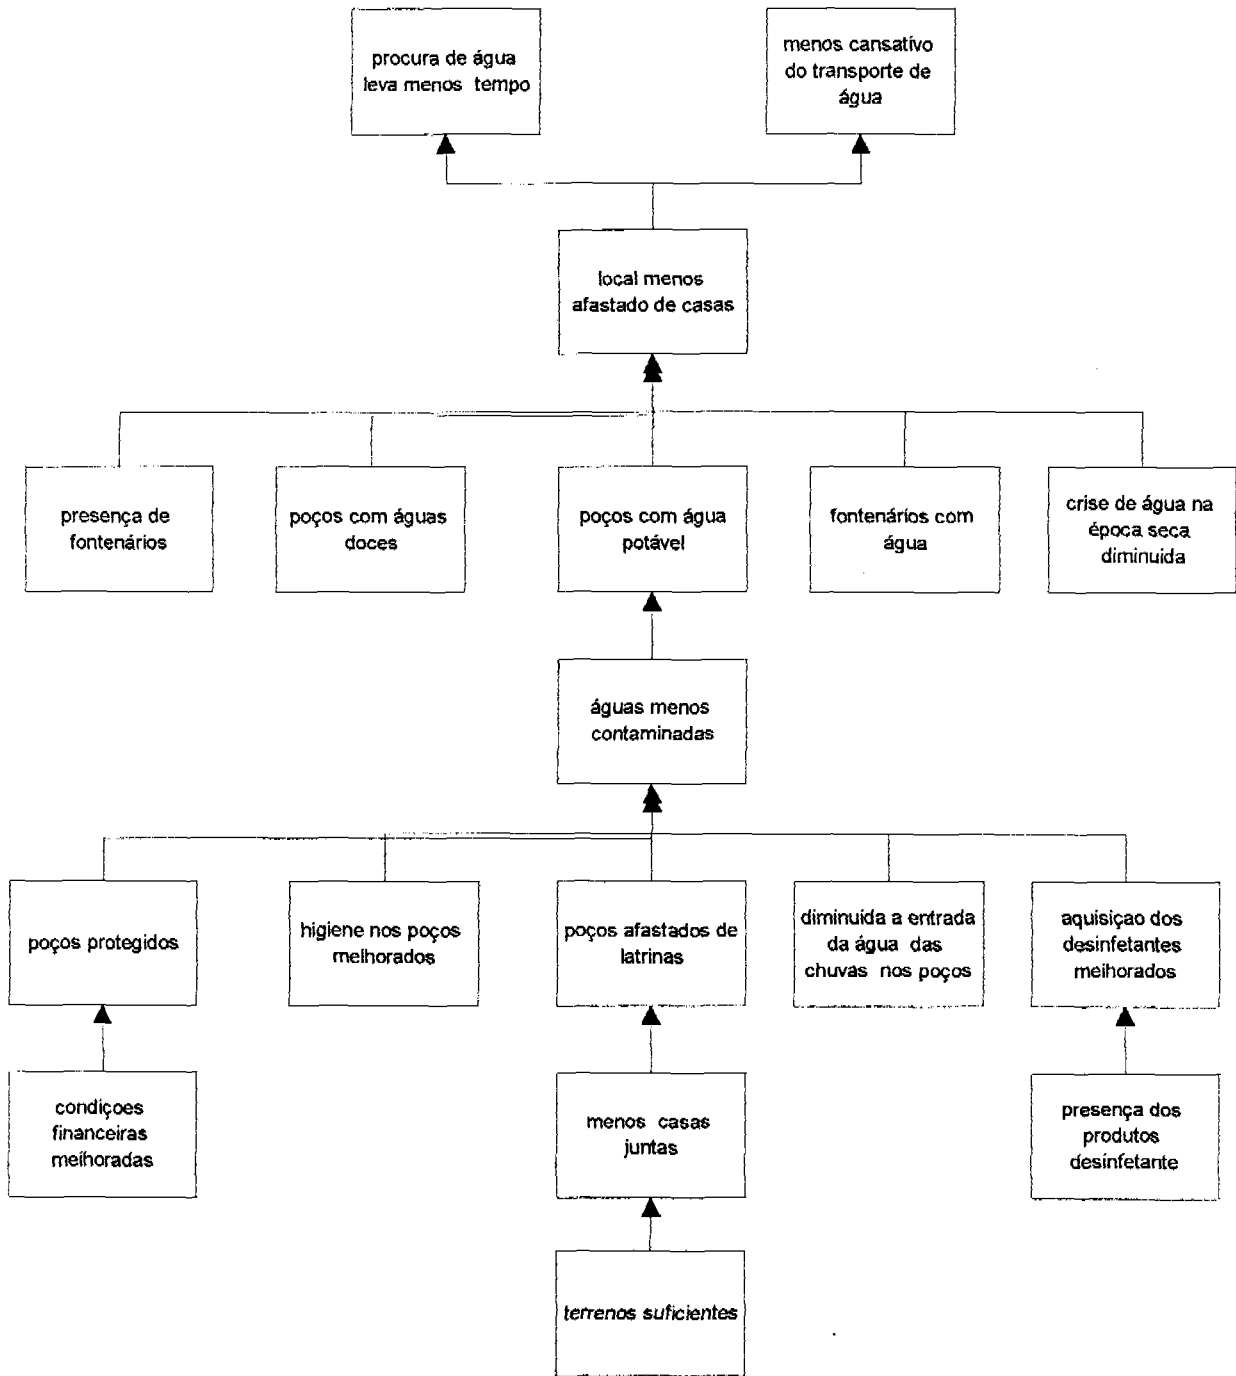 procura de água
leva menos tempo
menos cansativo
do transporte de
água
local menos
afastado de casas
presença de
fontenários
poços com águas
doces
poços com água
potável
fontenários com
água
crise de água na
época seca
diminuida
águas menos
contaminadas
poços protegidos
higiene nos poços
melhorados
poços afastados de
latrinas
diminuida a entrada
da água das
chuvas nos poços
aquisiçao dos
desinfetantes
melhorados
condiçoes
financeiras
melhoradas
menos casas
juntas
presença dos
produtos
desinfetante
terrenos suficientes